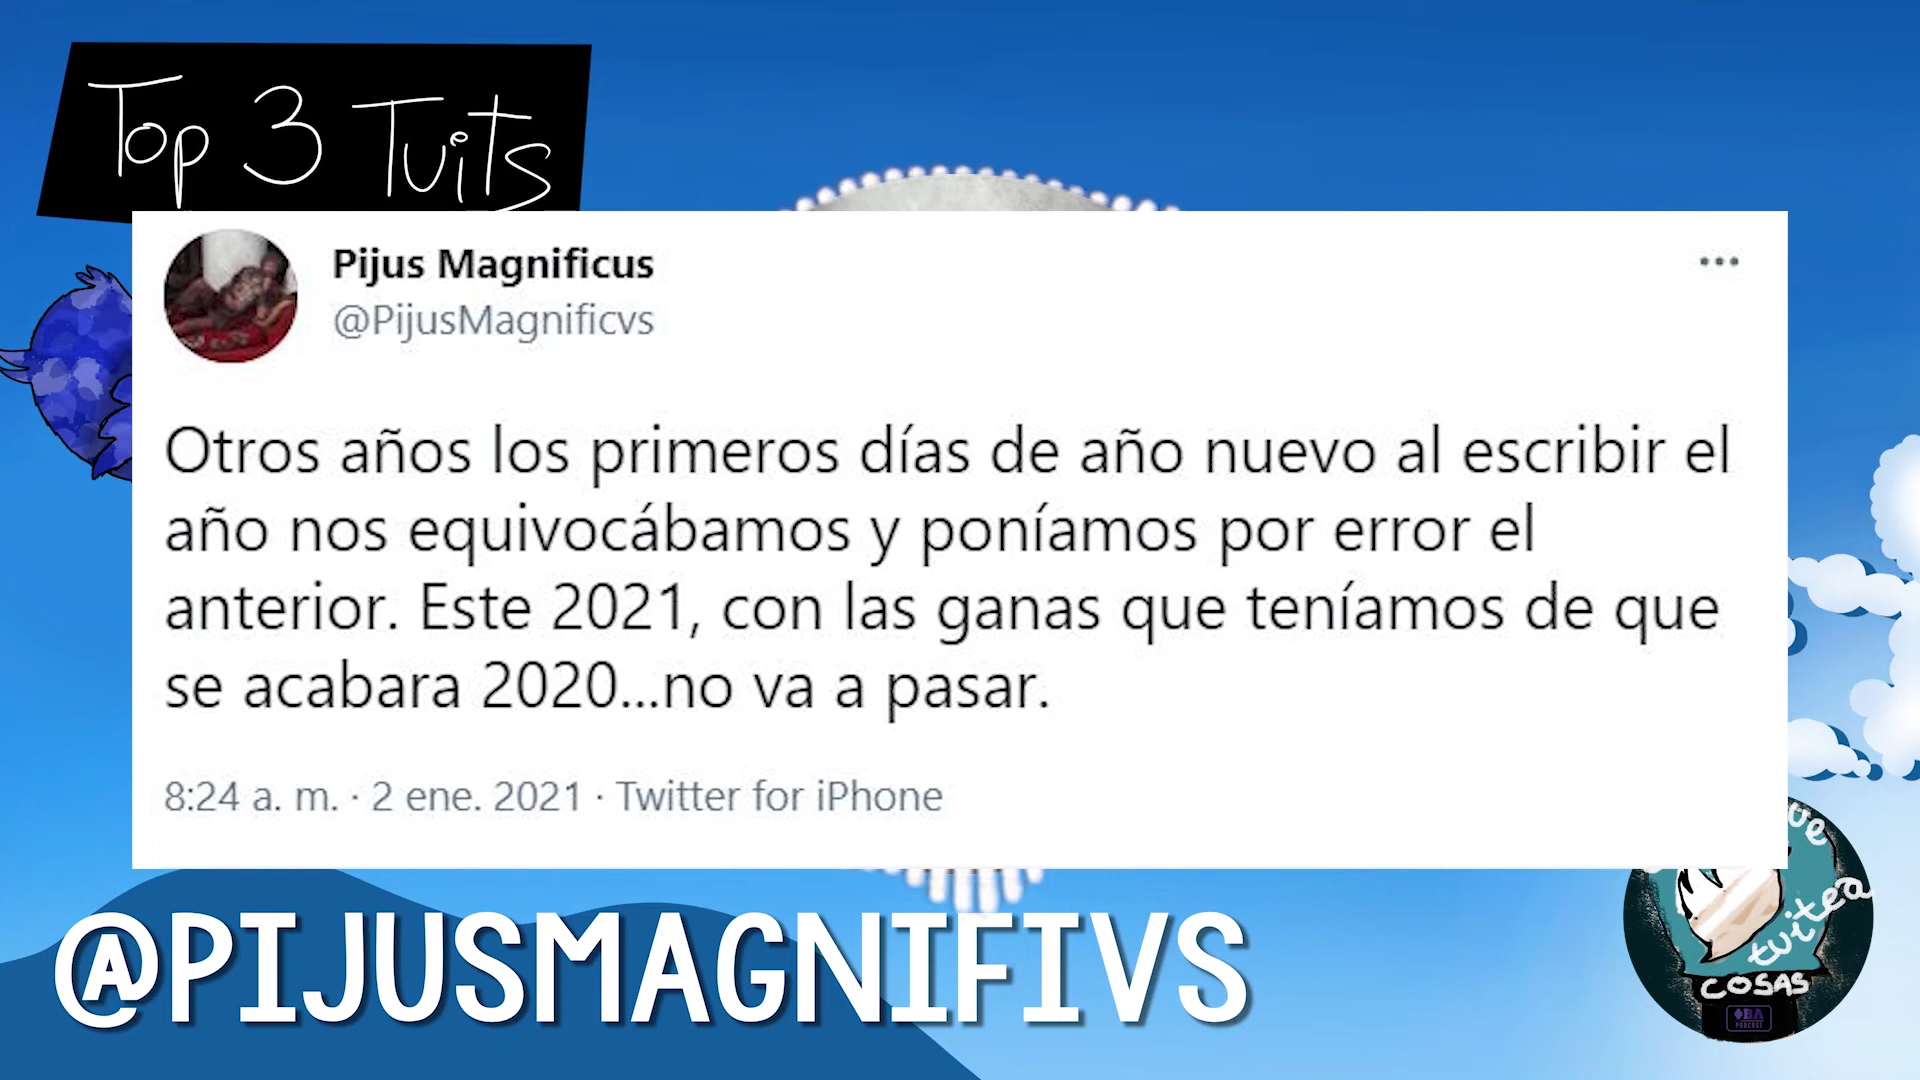 Top 3 Tuits
Pijus Magnificus
@PijusMagnificvs
Otros años los primeros días de año nuevo al escribir el
año nos equivocábamos y poníamos por error el
anterior. Este 2021, con las ganas que teníamos de que
se acabara 2020...no va a pasar.
8:24 a. m. · 2 ene. 2021 · Twitter for iPhone
@PIJUSMAGNIFIVS
tuitea
COSAS
PODCAST